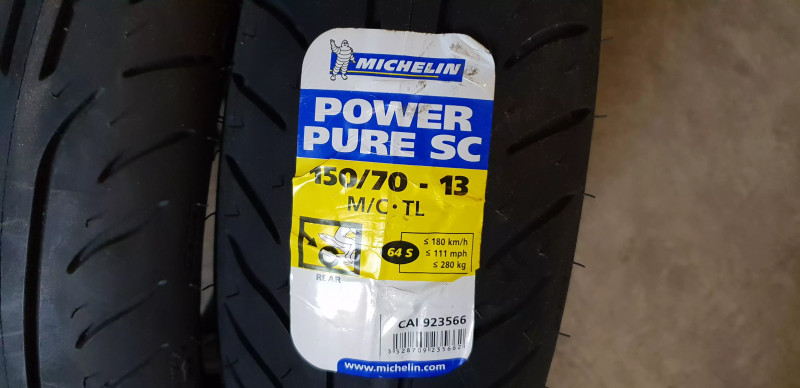 MICHELIN
POWER
PURE SC
150/70 - 13
M/C·TL
REAR
64 S
≤ 180 km/h
≤ 111 mph
≤ 280 kg
CAI 923566
3528709235662
www.michelin.com